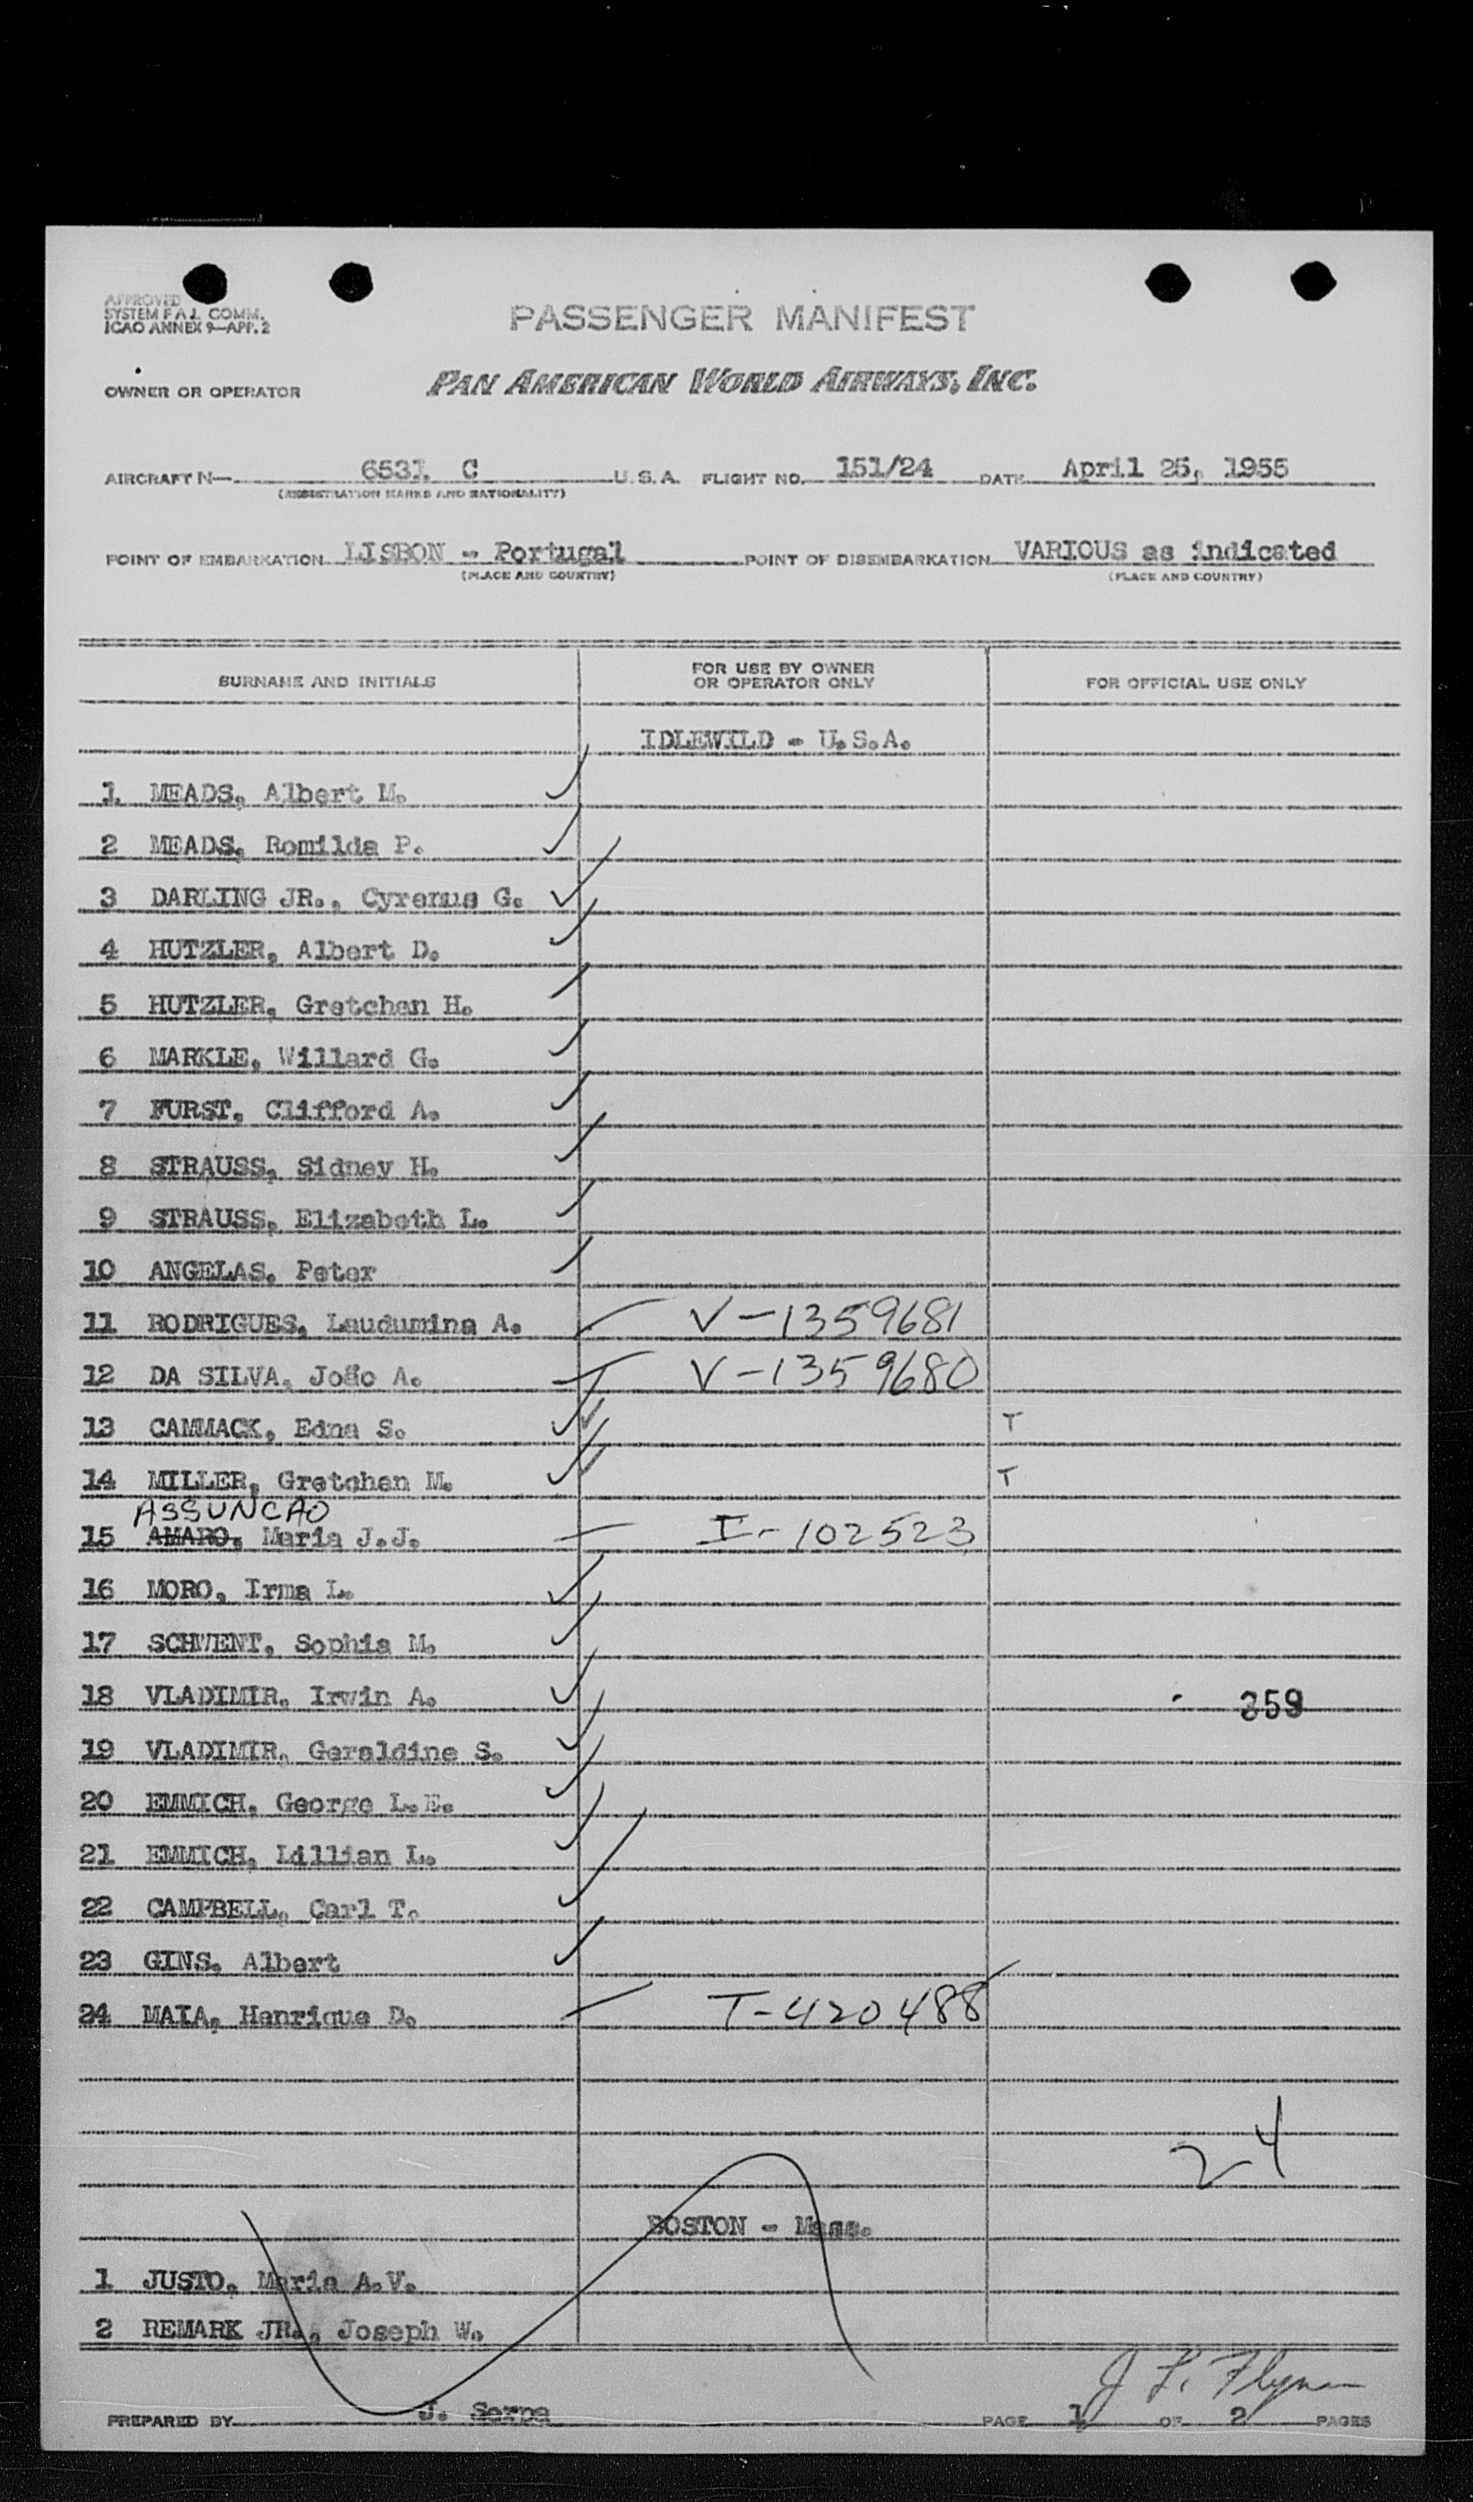 APPROVED
SYSTEM F A L COMM.
ICAO ANNEX 9—APP. 2
PASSENGER MANIFEST
OWNER OR OPERATOR PAN AMERICAN WORLD AIRWAYS, INC.
AIRCRAFT N— 6531 C U. S. A. FLIGHT NO. 151/24 DATE April 25, 1955
(REGISTRATION MARKS AND NATIONALITY)
POINT OF EMBARKATION LISBON - Portugal POINT OF DISEMBARKATION VARIOUS as indicated
(PLACE AND COUNTRY) (PLACE AND COUNTRY)
SURNAME AND INITIALS FOR USE BY OWNER OR OPERATOR ONLY FOR OFFICIAL USE ONLY
IDLEWILD - U.S.A.
1 MEADS, Albert M.
2 MEADS, Romilda P.
3 DARLING JR., Cyrenus G.
4 HUTZLER, Albert D.
5 HUTZLER, Gretchen H.
6 MARKLE, Willard G.
7 FURST, Clifford A.
8 STRAUSS, Sidney H.
9 STRAUSS, Elizabeth L.
10 ANGELAS, Peter
11 RODRIGUES, Laudumina A. V-1359681
12 DA SILVA, João A. V-1359680
13 CAMMACK, Edna S. T
14 MILLER, Gretchen M. T
ASSUNCAO
15 AMARO, Maria J.J. I-102523
16 MORO, Irma L.
17 SCHWENT, Sophia M.
18 VLADIMIR, Irwin A. 259
19 VLADIMIR, Geraldine S.
20 EMMICH, George L.E.
21 EMMICH, Lillian L.
22 CAMPBELL, Carl T.
23 GINS, Albert
24 MAIA, Henrique D. T-420488
24
BOSTON - Mass.
1 JUSTO, Maria A.V.
2 REMARK JR., Joseph W.
J. L. Flynn
PREPARED BY J. Serpa PAGE 1 OF 2 PAGES